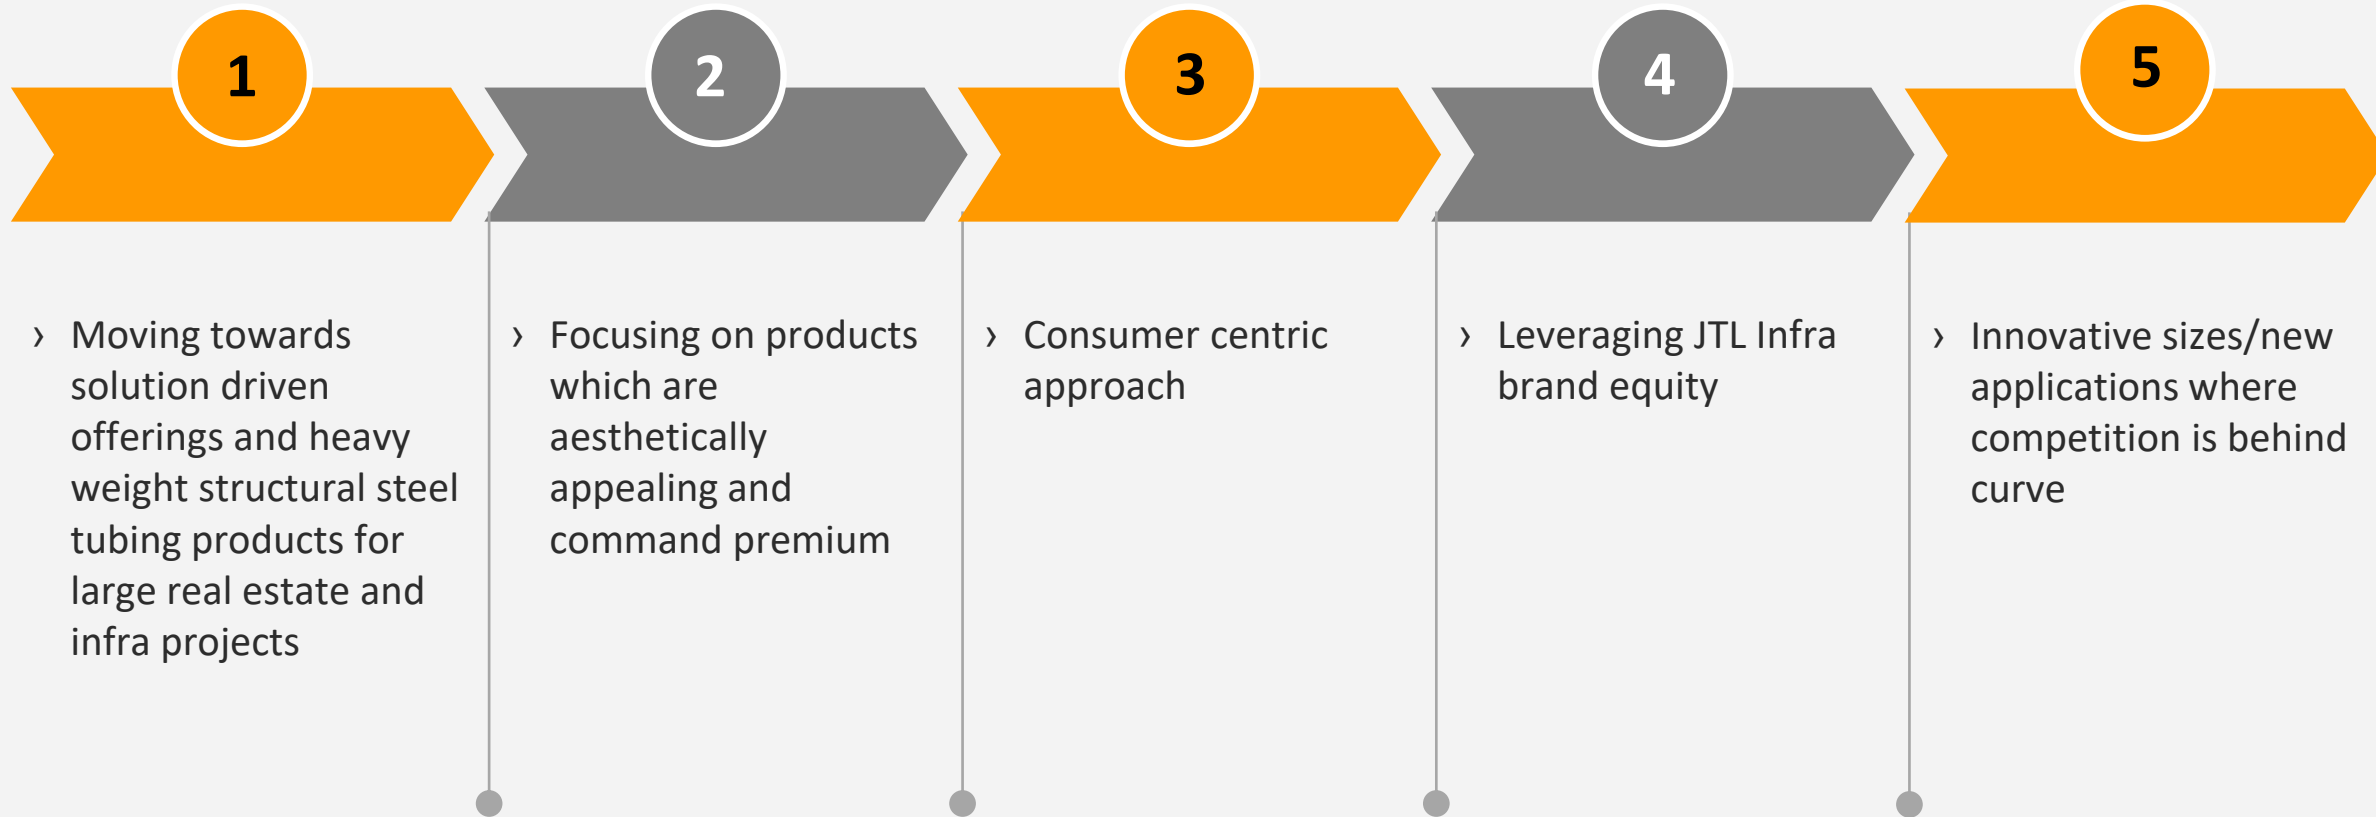 1
› Moving towards
solution driven
offerings and heavy
weight structural steel
tubing products for
large real estate and
infra projects
2
› Focusing on products
which are
aesthetically
appealing and
command premium
3
› Consumer centric
approach
4
› Leveraging JTL Infra
brand equity
5
› Innovative sizes/new
applications where
competition is behind
curve